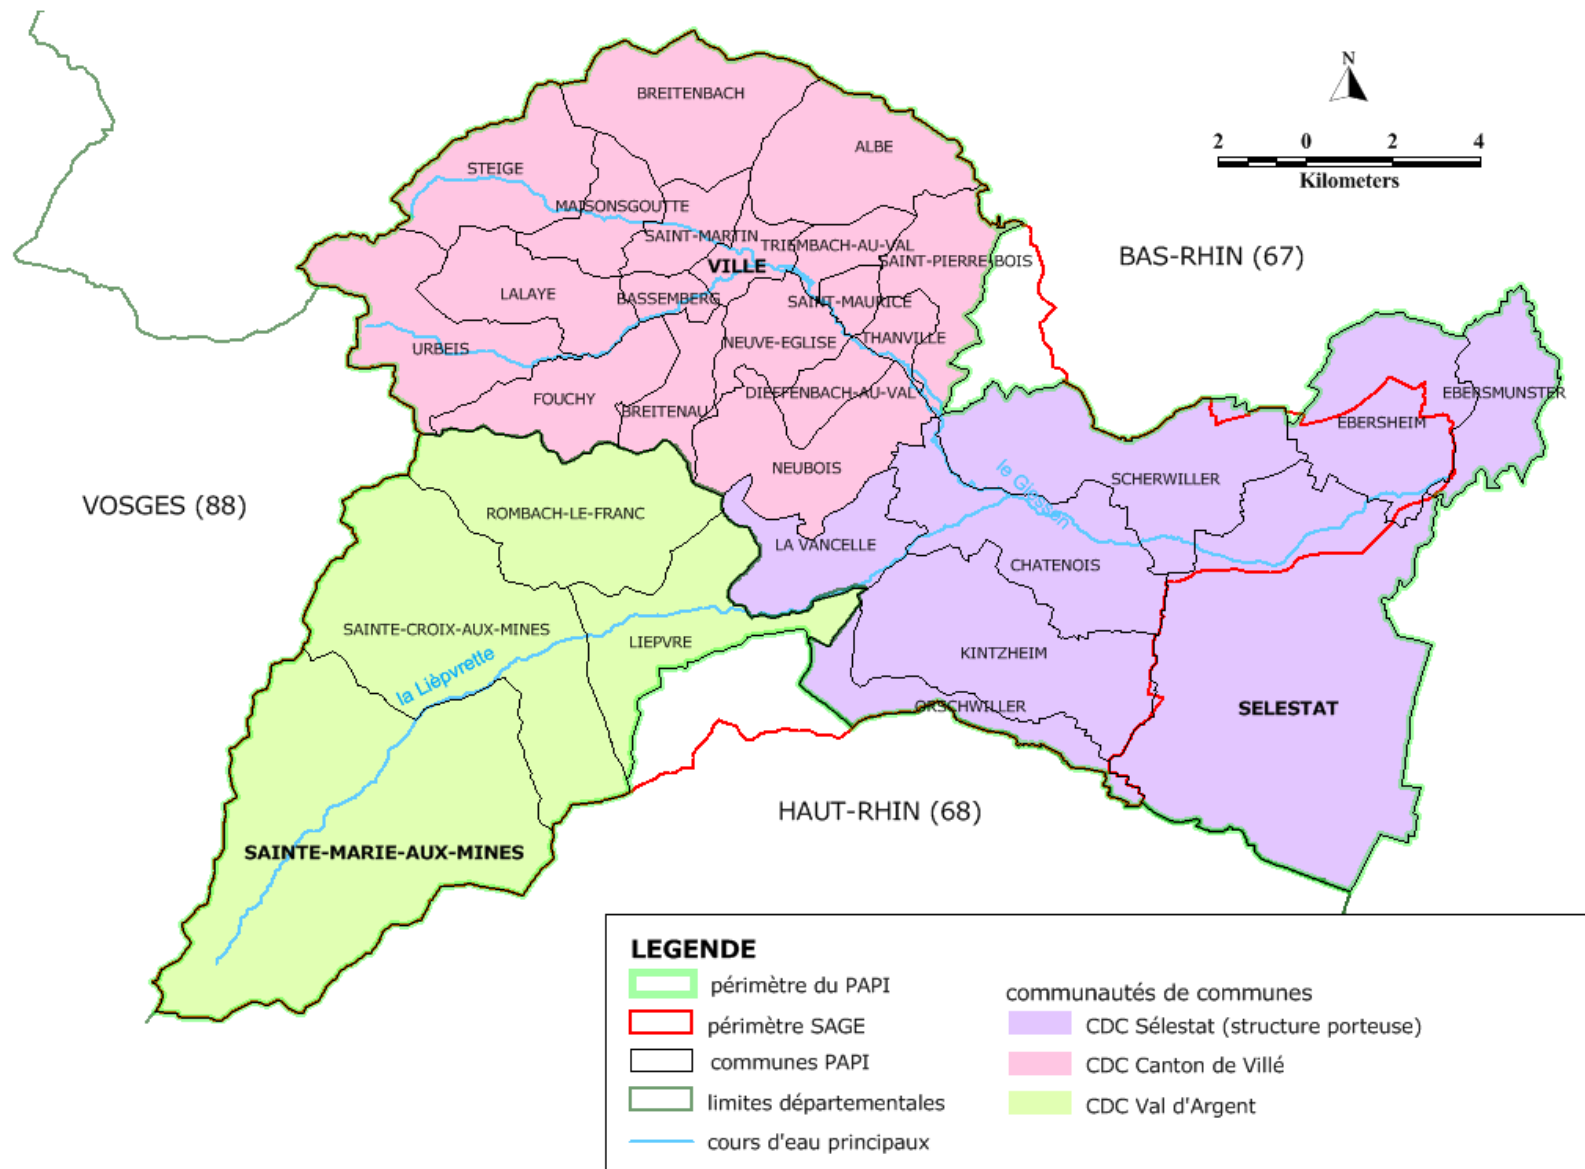 N
2 0 2 4
Kilometers
BREITENBACH
ALBE
STEIGE
MAISONSGOUTTE
SAINT-MARTIN
TRIEMBACH-AU-VAL
SAINT-PIERRE-BOIS
BAS-RHIN (67)
VILLE
LALAYE
BASSEMBERG
SAINT-MAURICE
URBEIS
NEUVE-EGLISE
THANVILLE
FOUCHY
BREITENAU
DIEFFENBACH-AU-VAL
EBERSMUNSTER
EBERSHEIM
NEUBOIS
SCHERWILLER
le Giessen
VOSGES (88)
ROMBACH-LE-FRANC
LA VANCELLE
CHATENOIS
SAINTE-CROIX-AUX-MINES
LIEPVRE
KINTZHEIM
la Lièpvrette
ORSCHWILLER
SELESTAT
HAUT-RHIN (68)
SAINTE-MARIE-AUX-MINES
LEGENDE
périmètre du PAPI
périmètre SAGE
communes PAPI
limites départementales
cours d'eau principaux
communautés de communes
CDC Sélestat (structure porteuse)
CDC Canton de Villé
CDC Val d'Argent